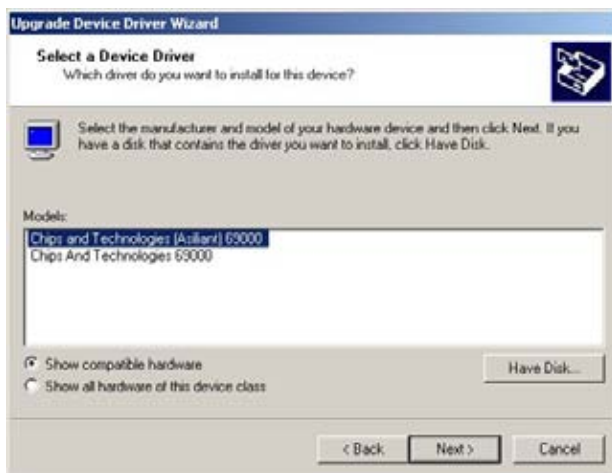 Upgrade Device Driver Wizard
Select a Device Driver
Which driver do you want to install for this device?
Select the manufacturer and model of your hardware device and then click Next. If you
have a disk that contains the driver you want to install, click Have Disk.
Models:
Chips and Technologies (Asiliant) 69000
Chips And Technologies 69000
Show compatible hardware
Show all hardware of this device class
Have Disk...
< Back
Next >
Cancel